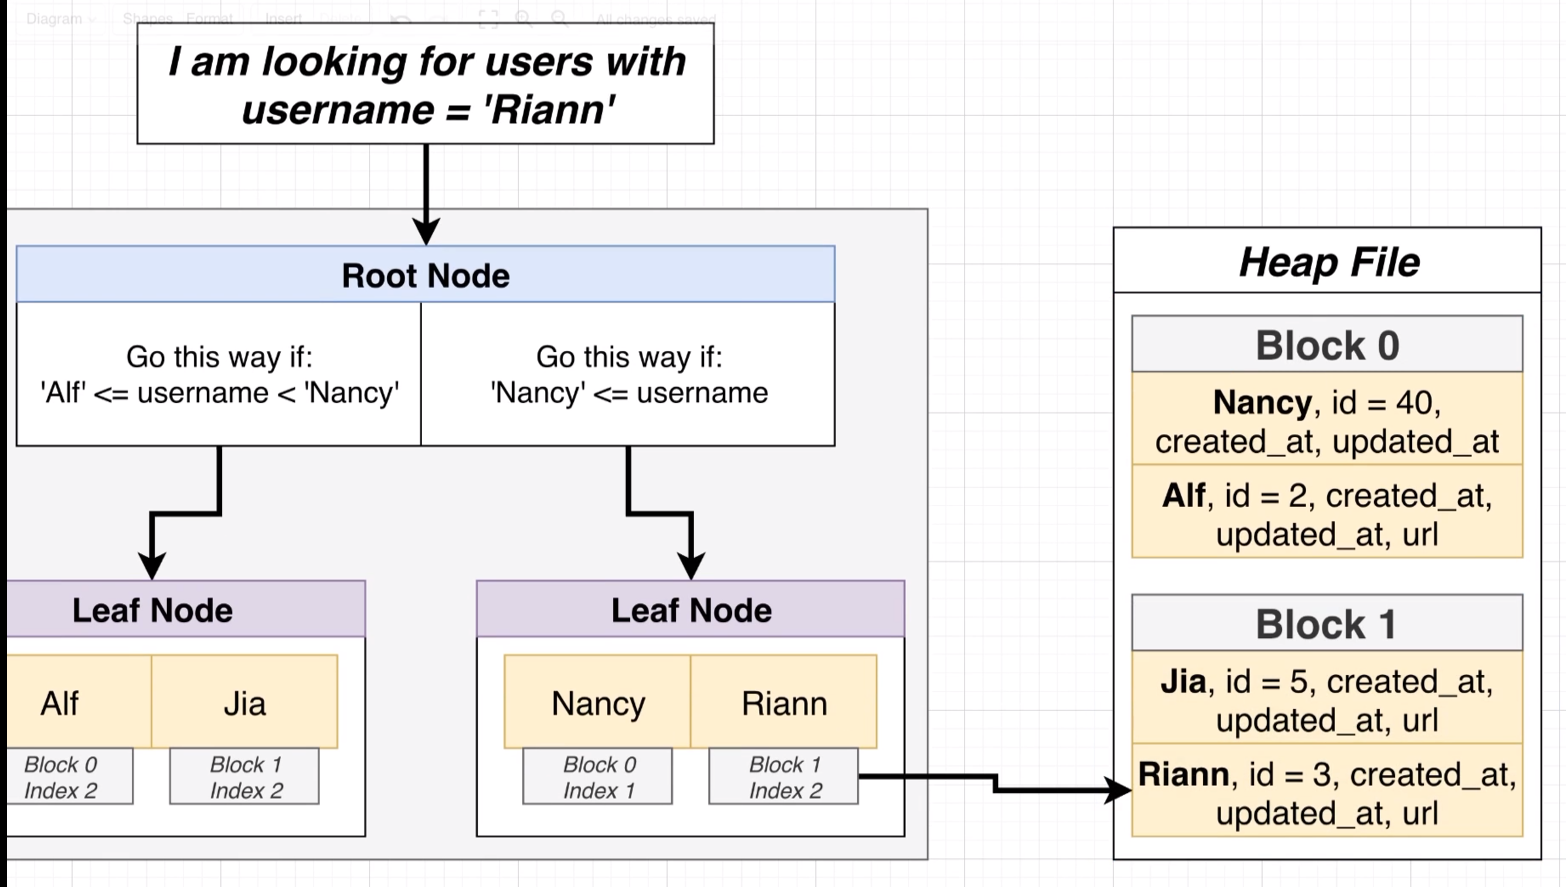 Diagram
Shapes Format Insert All changes saved
I am looking for users with
username = 'Riann'
Root Node
Go this way if:
'Alf' <= username < 'Nancy'
Go this way if:
'Nancy' <= username
Leaf Node
Alf
Jia
Block 0
Index 2
Block 1
Index 2
Leaf Node
Nancy
Riann
Block 0
Index 1
Block 1
Index 2
Heap File
Block 0
Nancy, id = 40,
created_at, updated_at
Alf, id = 2, created_at,
updated_at, url
Block 1
Jia, id = 5, created_at,
updated_at, url
Riann, id = 3, created_at,
updated_at, url